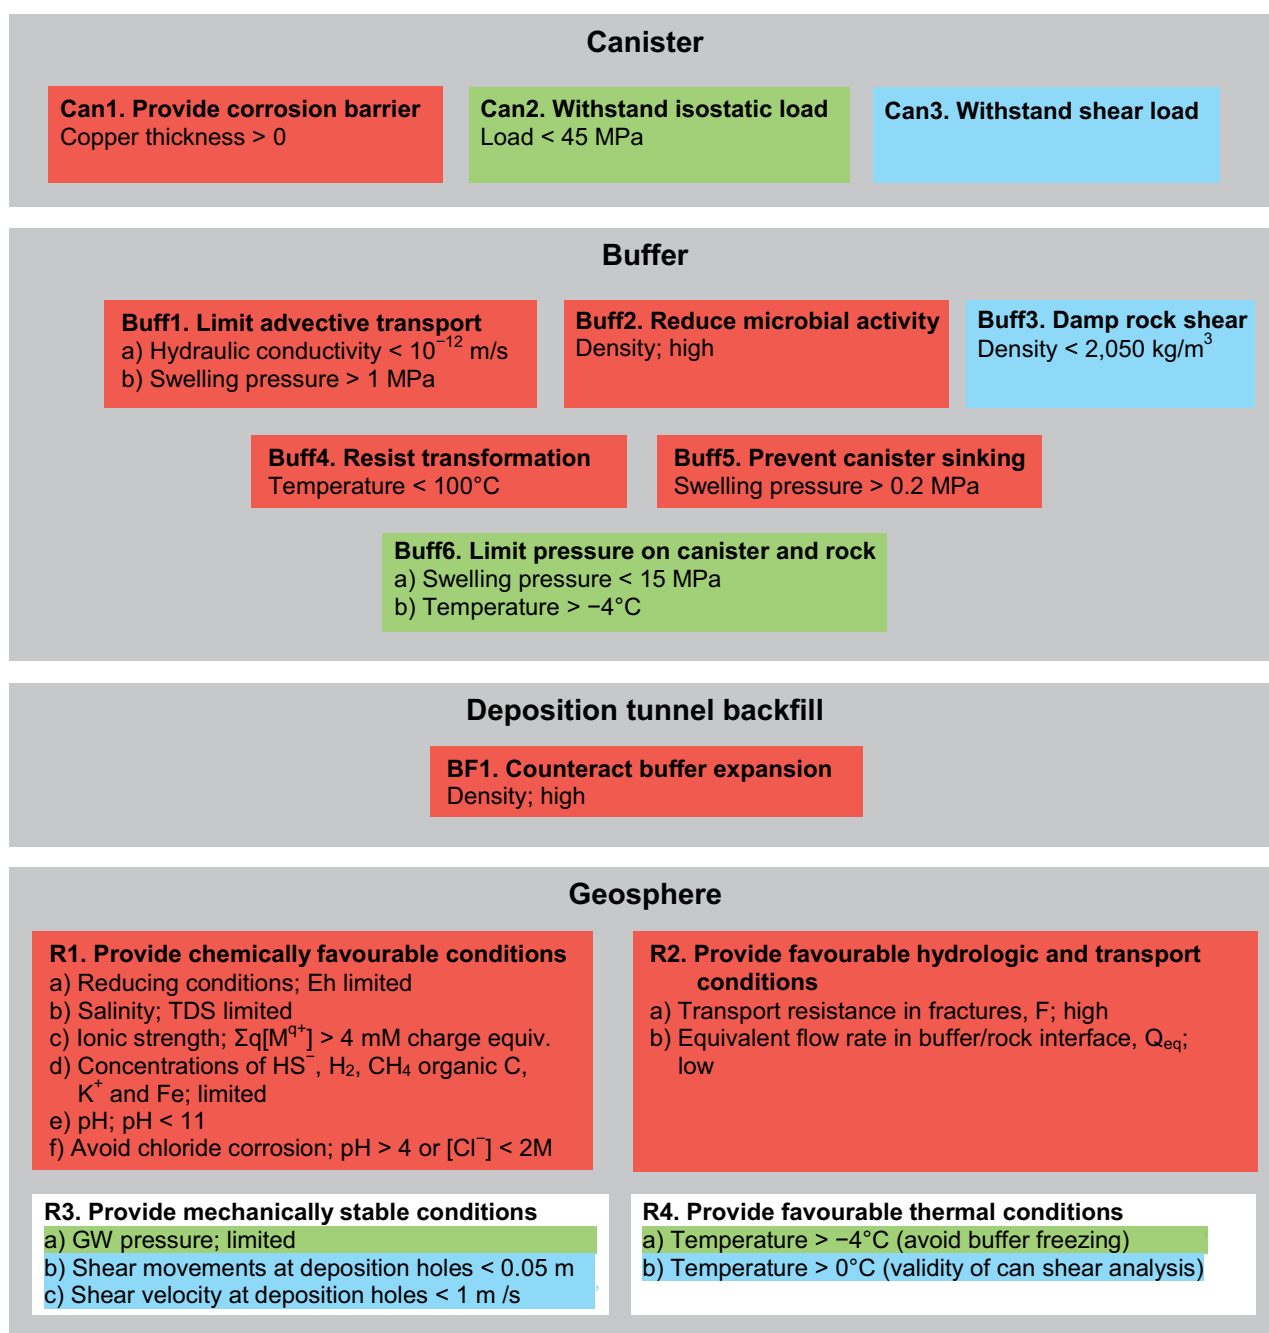 Canister
Can1. Provide corrosion barrier
Copper thickness > 0
Can2. Withstand isostatic load
Load < 45 MPa
Can3. Withstand shear load
Buffer
Buff1. Limit advective transport
a) Hydraulic conductivity < 10⁻¹² m/s
b) Swelling pressure > 1 MPa
Buff2. Reduce microbial activity
Density; high
Buff3. Damp rock shear
Density < 2,050 kg/m³
Buff4. Resist transformation
Temperature < 100°C
Buff5. Prevent canister sinking
Swelling pressure > 0.2 MPa
Buff6. Limit pressure on canister and rock
a) Swelling pressure < 15 MPa
b) Temperature > −4°C
Deposition tunnel backfill
BF1. Counteract buffer expansion
Density; high
Geosphere
R1. Provide chemically favourable conditions
a) Reducing conditions; Eh limited
b) Salinity; TDS limited
c) Ionic strength; Σq[M^q+] > 4 mM charge equiv.
d) Concentrations of HS⁻, H₂, CH₄ organic C,
K⁺ and Fe; limited
e) pH; pH < 11
f) Avoid chloride corrosion; pH > 4 or [Cl⁻] < 2M
R2. Provide favourable hydrologic and transport
conditions
a) Transport resistance in fractures, F; high
b) Equivalent flow rate in buffer/rock interface, Q_eq;
low
R3. Provide mechanically stable conditions
a) GW pressure; limited
b) Shear movements at deposition holes < 0.05 m
c) Shear velocity at deposition holes < 1 m /s
R4. Provide favourable thermal conditions
a) Temperature > −4°C (avoid buffer freezing)
b) Temperature > 0°C (validity of can shear analysis)